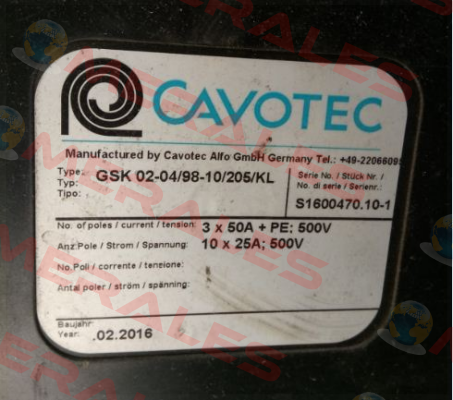 CAVOTEC
Manufactured by Cavotec Alfo GmbH Germany Tel.: +49-2206609
Type: GSK 02-04/98-10/205/KL
Typ:
Tipo:
Serie No. / Stück Nr. /
No. di serie / Serienr.:
S1600470.10-1
No. of poles / current / tension: 3 x 50A + PE; 500V
Anz.Pole / Strom / Spannung: 10 x 25A; 500V
No.Poli / corrente / tenzione:
Antal poler / ström / spänning:
Baujahr:
Year: .02.2016
MERALES